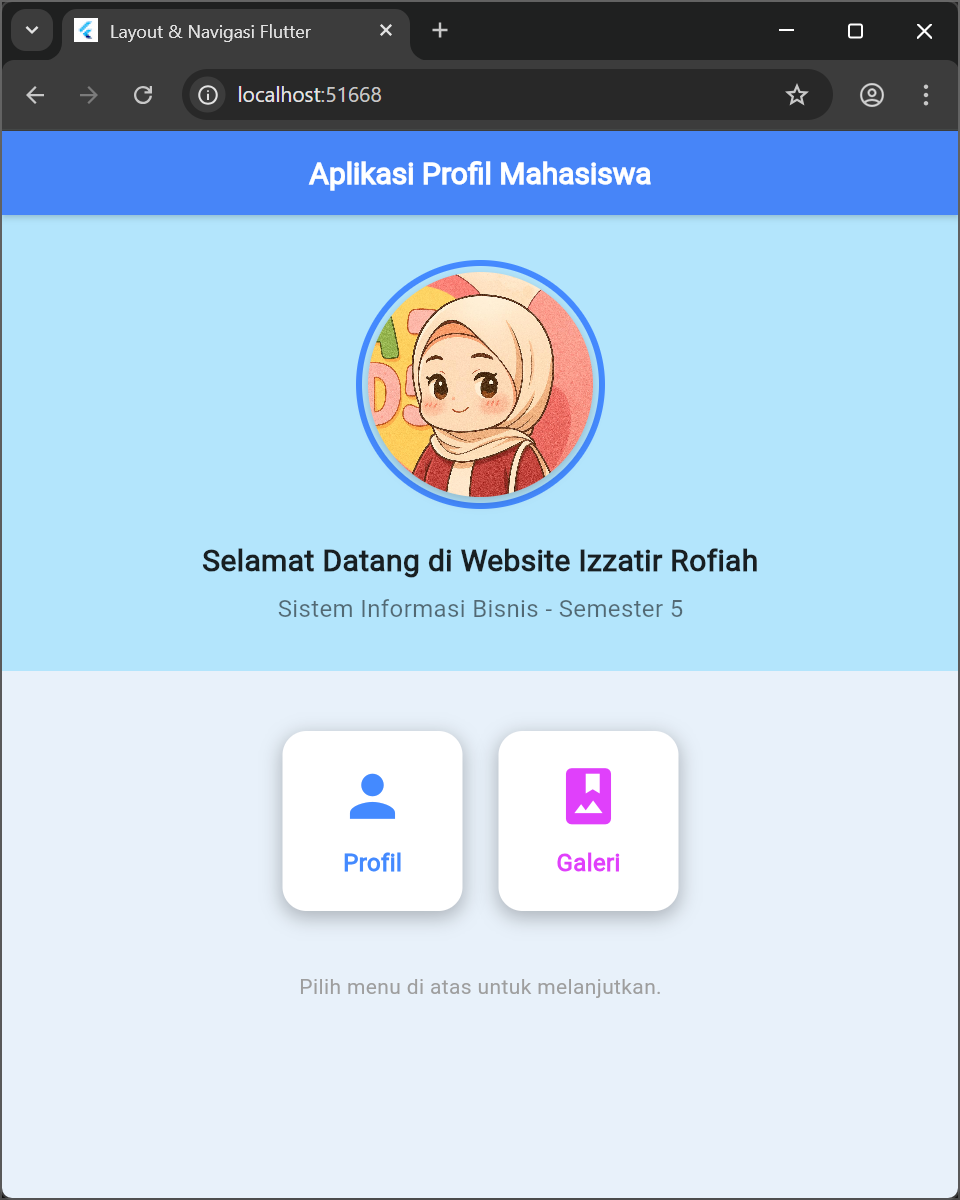 Layout & Navigasi Flutter
localhost:51668
Aplikasi Profil Mahasiswa
Selamat Datang di Website Izzatir Rofiah
Sistem Informasi Bisnis - Semester 5
Profil
Galeri
Pilih menu di atas untuk melanjutkan.